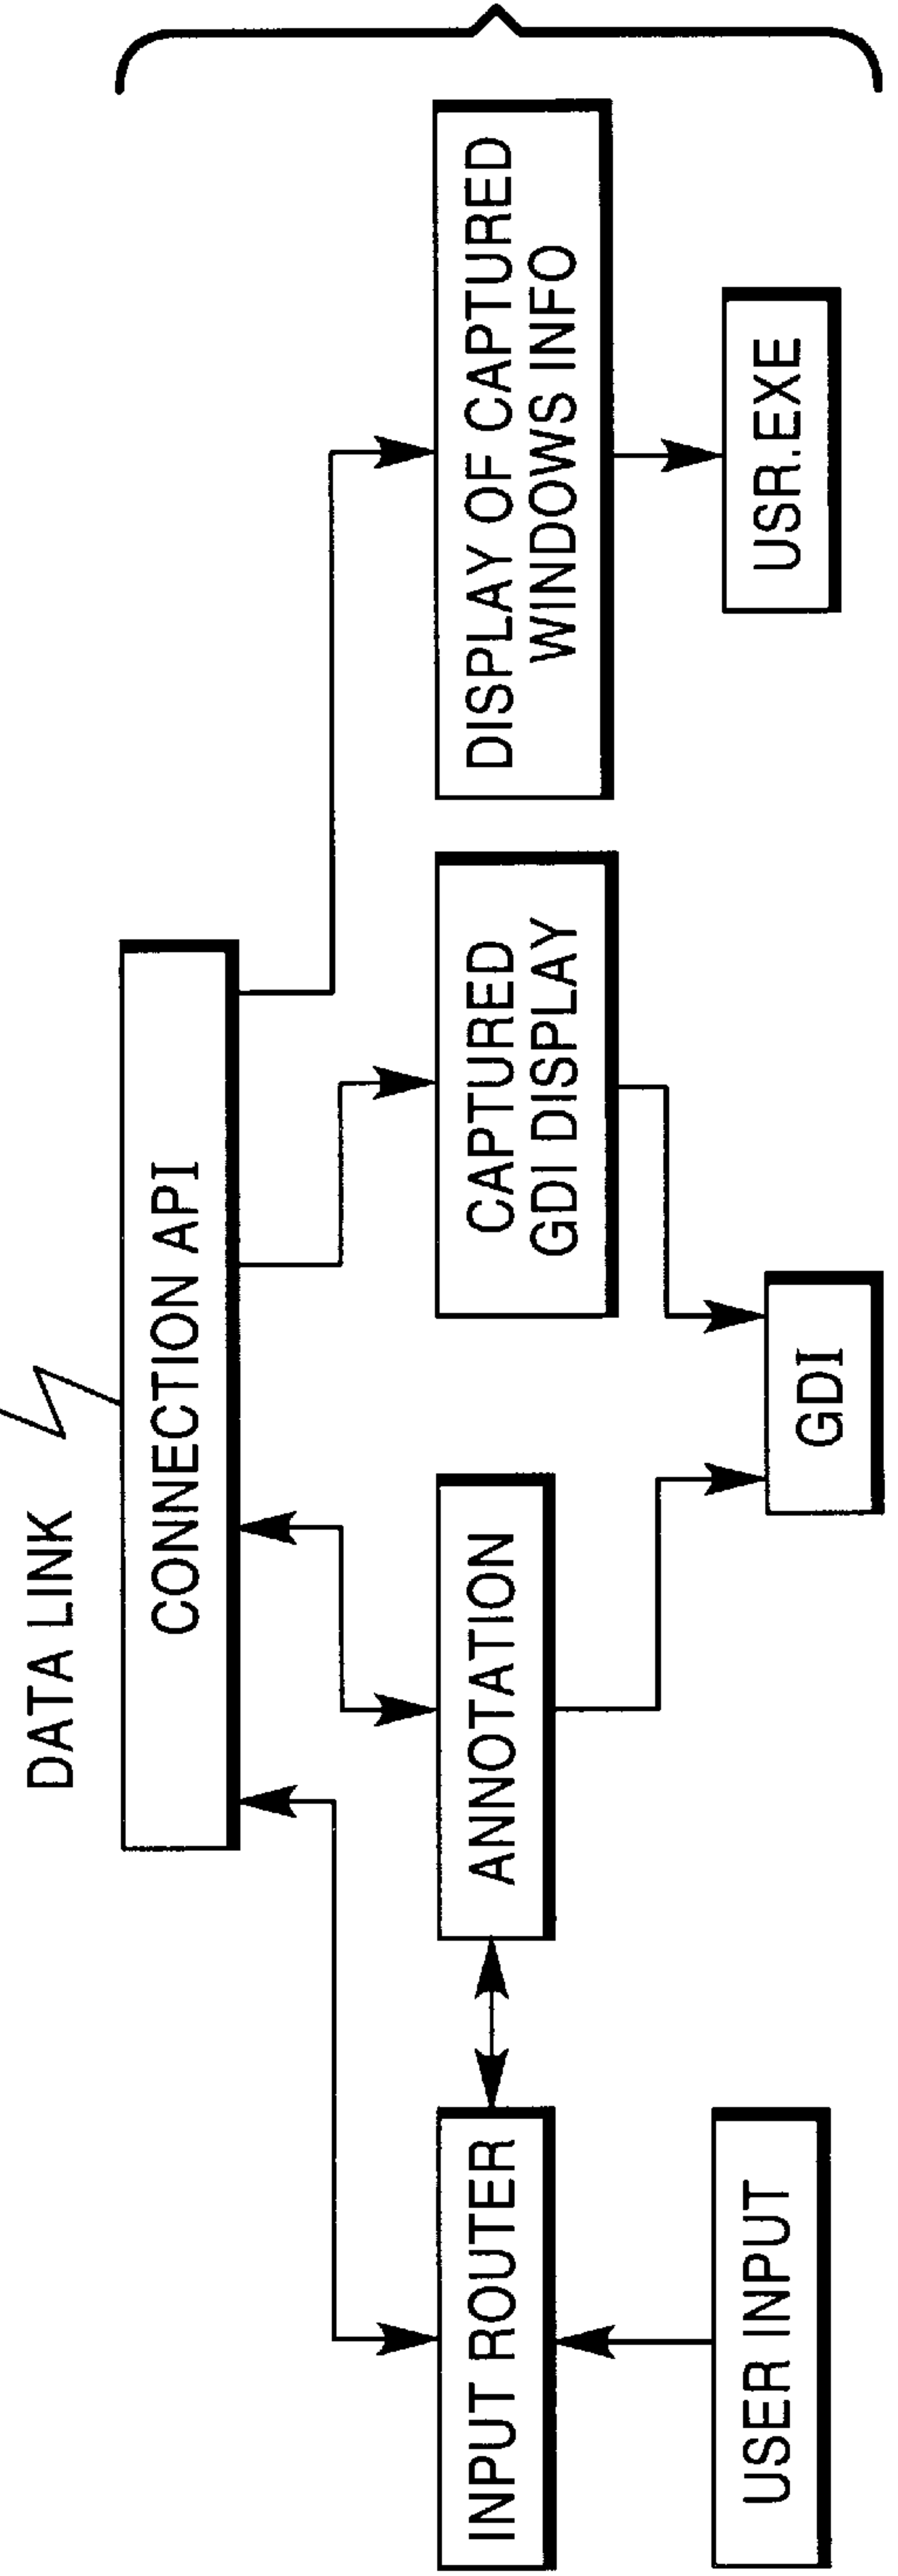 DATA LINK
CONNECTION API
INPUT ROUTER
ANNOTATION
CAPTURED
GDI DISPLAY
DISPLAY OF CAPTURED
WINDOWS INFO
USER INPUT
GDI
USR.EXE